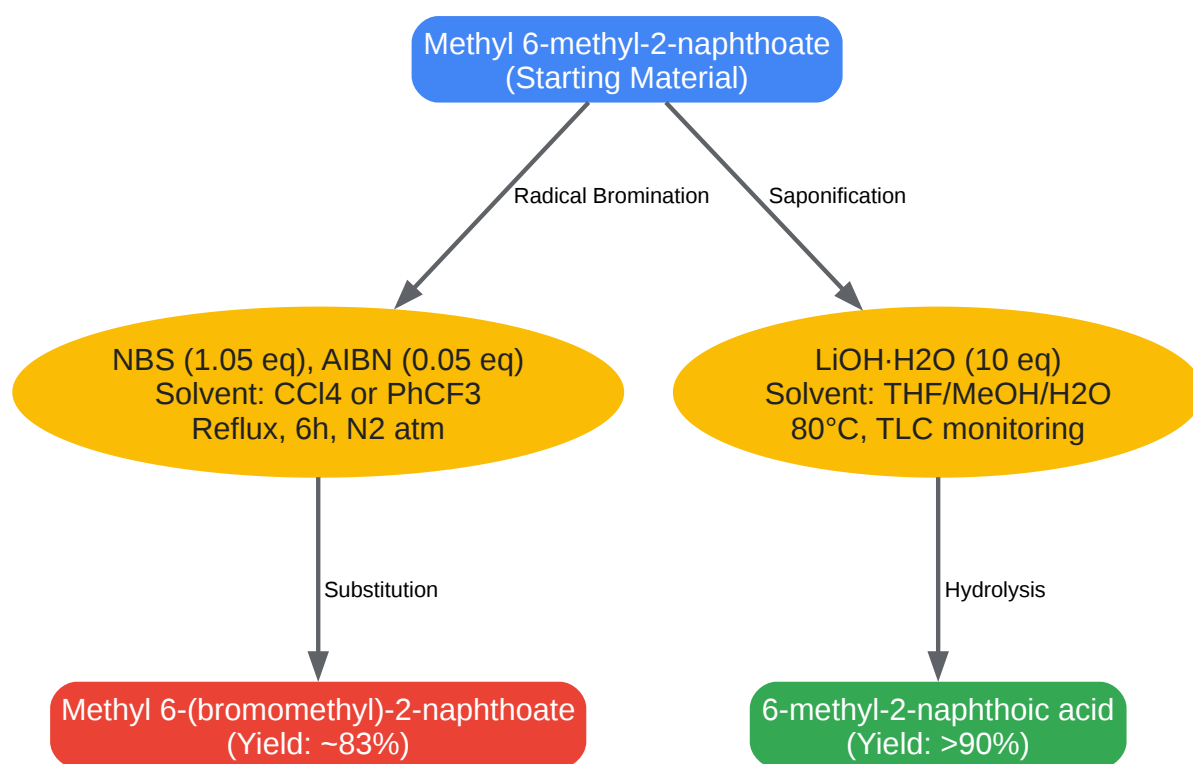 Methyl 6-methyl-2-naphthoate
(Starting Material)
Radical Bromination
Saponification
NBS (1.05 eq), AIBN (0.05 eq)
Solvent: CCl4 or PhCF3
Reflux, 6h, N2 atm
LiOH·H2O (10 eq)
Solvent: THF/MeOH/H2O
80°C, TLC monitoring
Substitution
Hydrolysis
Methyl 6-(bromomethyl)-2-naphthoate
(Yield: ~83%)
6-methyl-2-naphthoic acid
(Yield: >90%)